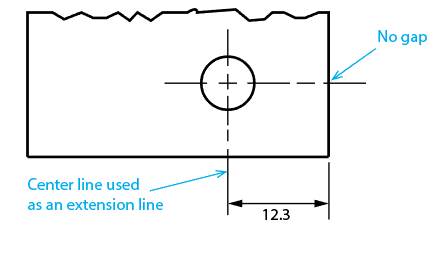 No gap
Center line used
as an extension line
12.3